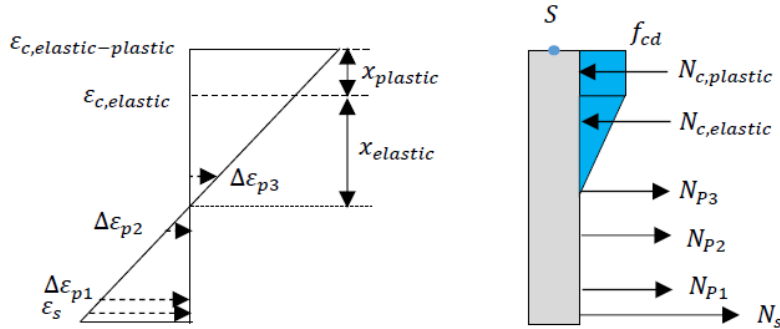 ε_{c,elastic−plastic}
ε_{c,elastic}
x_{plastic}
x_{elastic}
Δε_{p3}
Δε_{p2}
Δε_{p1}
ε_s
S
f_{cd}
N_{c,plastic}
N_{c,elastic}
N_{P3}
N_{P2}
N_{P1}
N_s